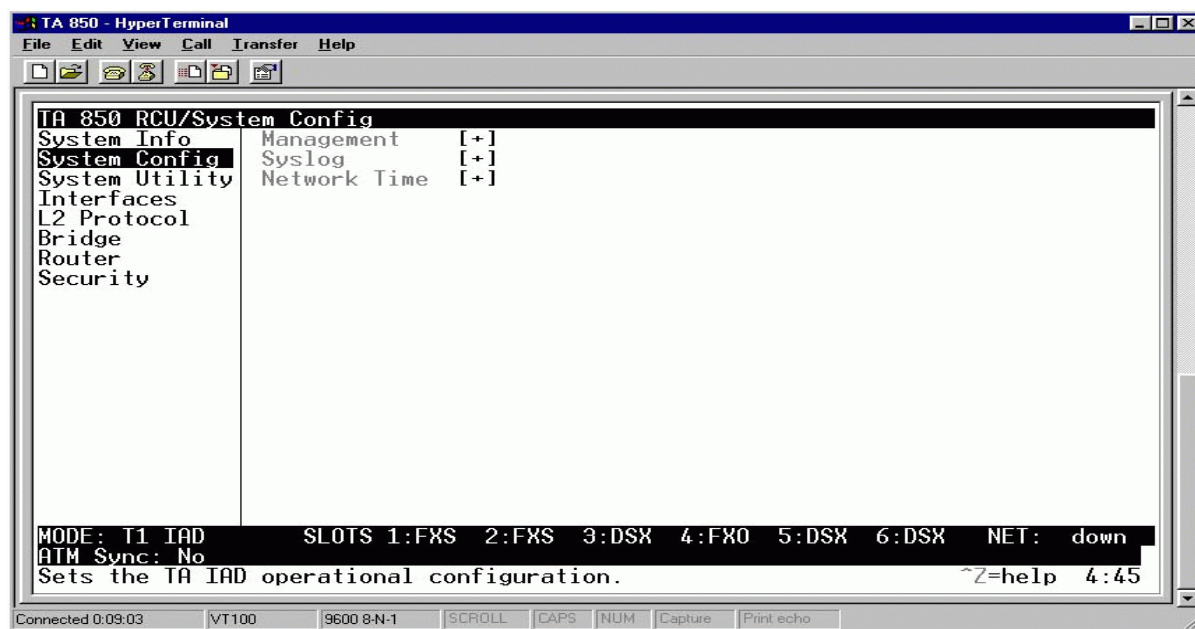 TA 850 - HyperTerminal
File Edit View Call Transfer Help
TA 850 RCU/System Config
System Info Management [+]
System Config Syslog [+]
System Utility Network Time [+]
Interfaces
L2 Protocol
Bridge
Router
Security
MODE: T1 IAD SLOTS 1:FXS 2:FXS 3:DSX 4:FXO 5:DSX 6:DSX NET: down
ATM Sync: No
Sets the TA IAD operational configuration. ^Z=help 4:45
Connected 0:09:03 VT100 9600 8-N-1 SCROLL CAPS NUM Capture Print echo